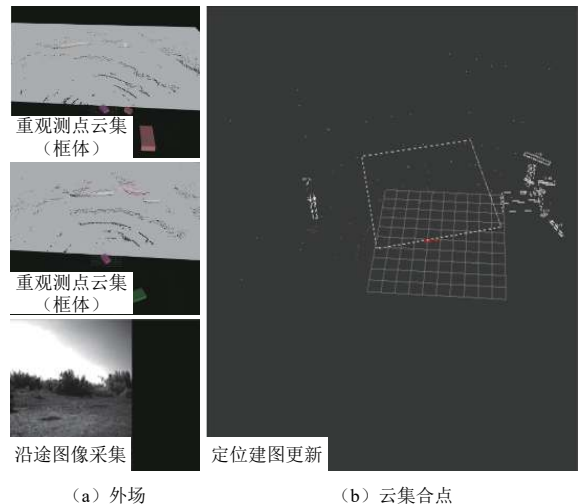 重观测点云集
（框体）
重观测点云集
（框体）
沿途图像采集
定位建图更新
（a）外场
（b）云集合点